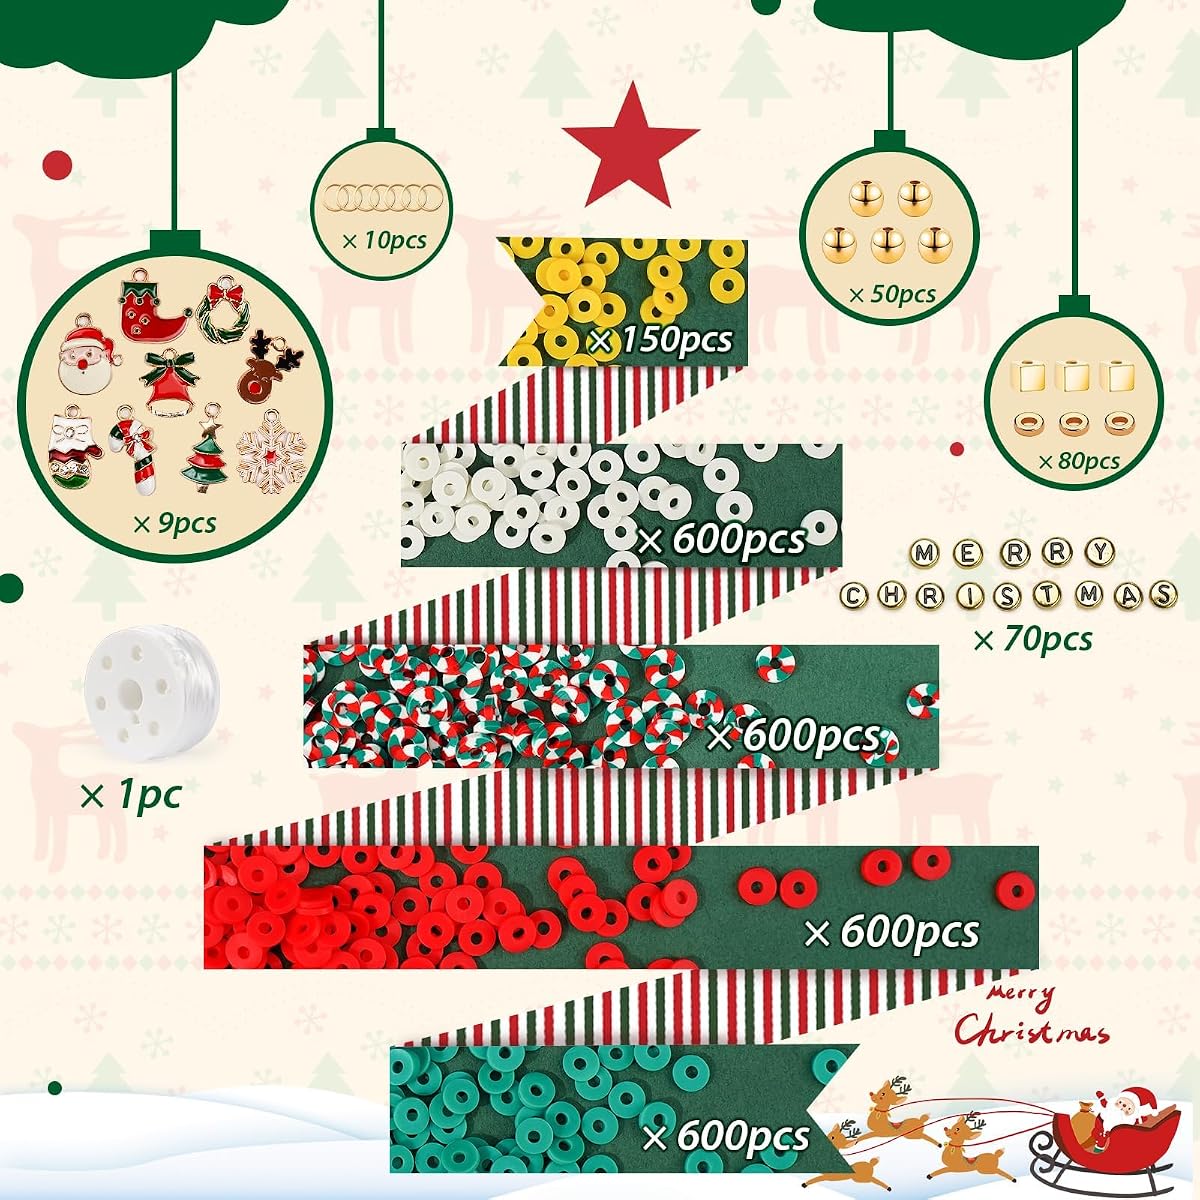 × 10pcs
× 50pcs
× 150pcs
× 80pcs
× 9pcs
× 600pcs
MERRY
CHRISTMAS
× 70pcs
× 600pcs
× 1pc
× 600pcs
Merry
Christmas
× 600pcs